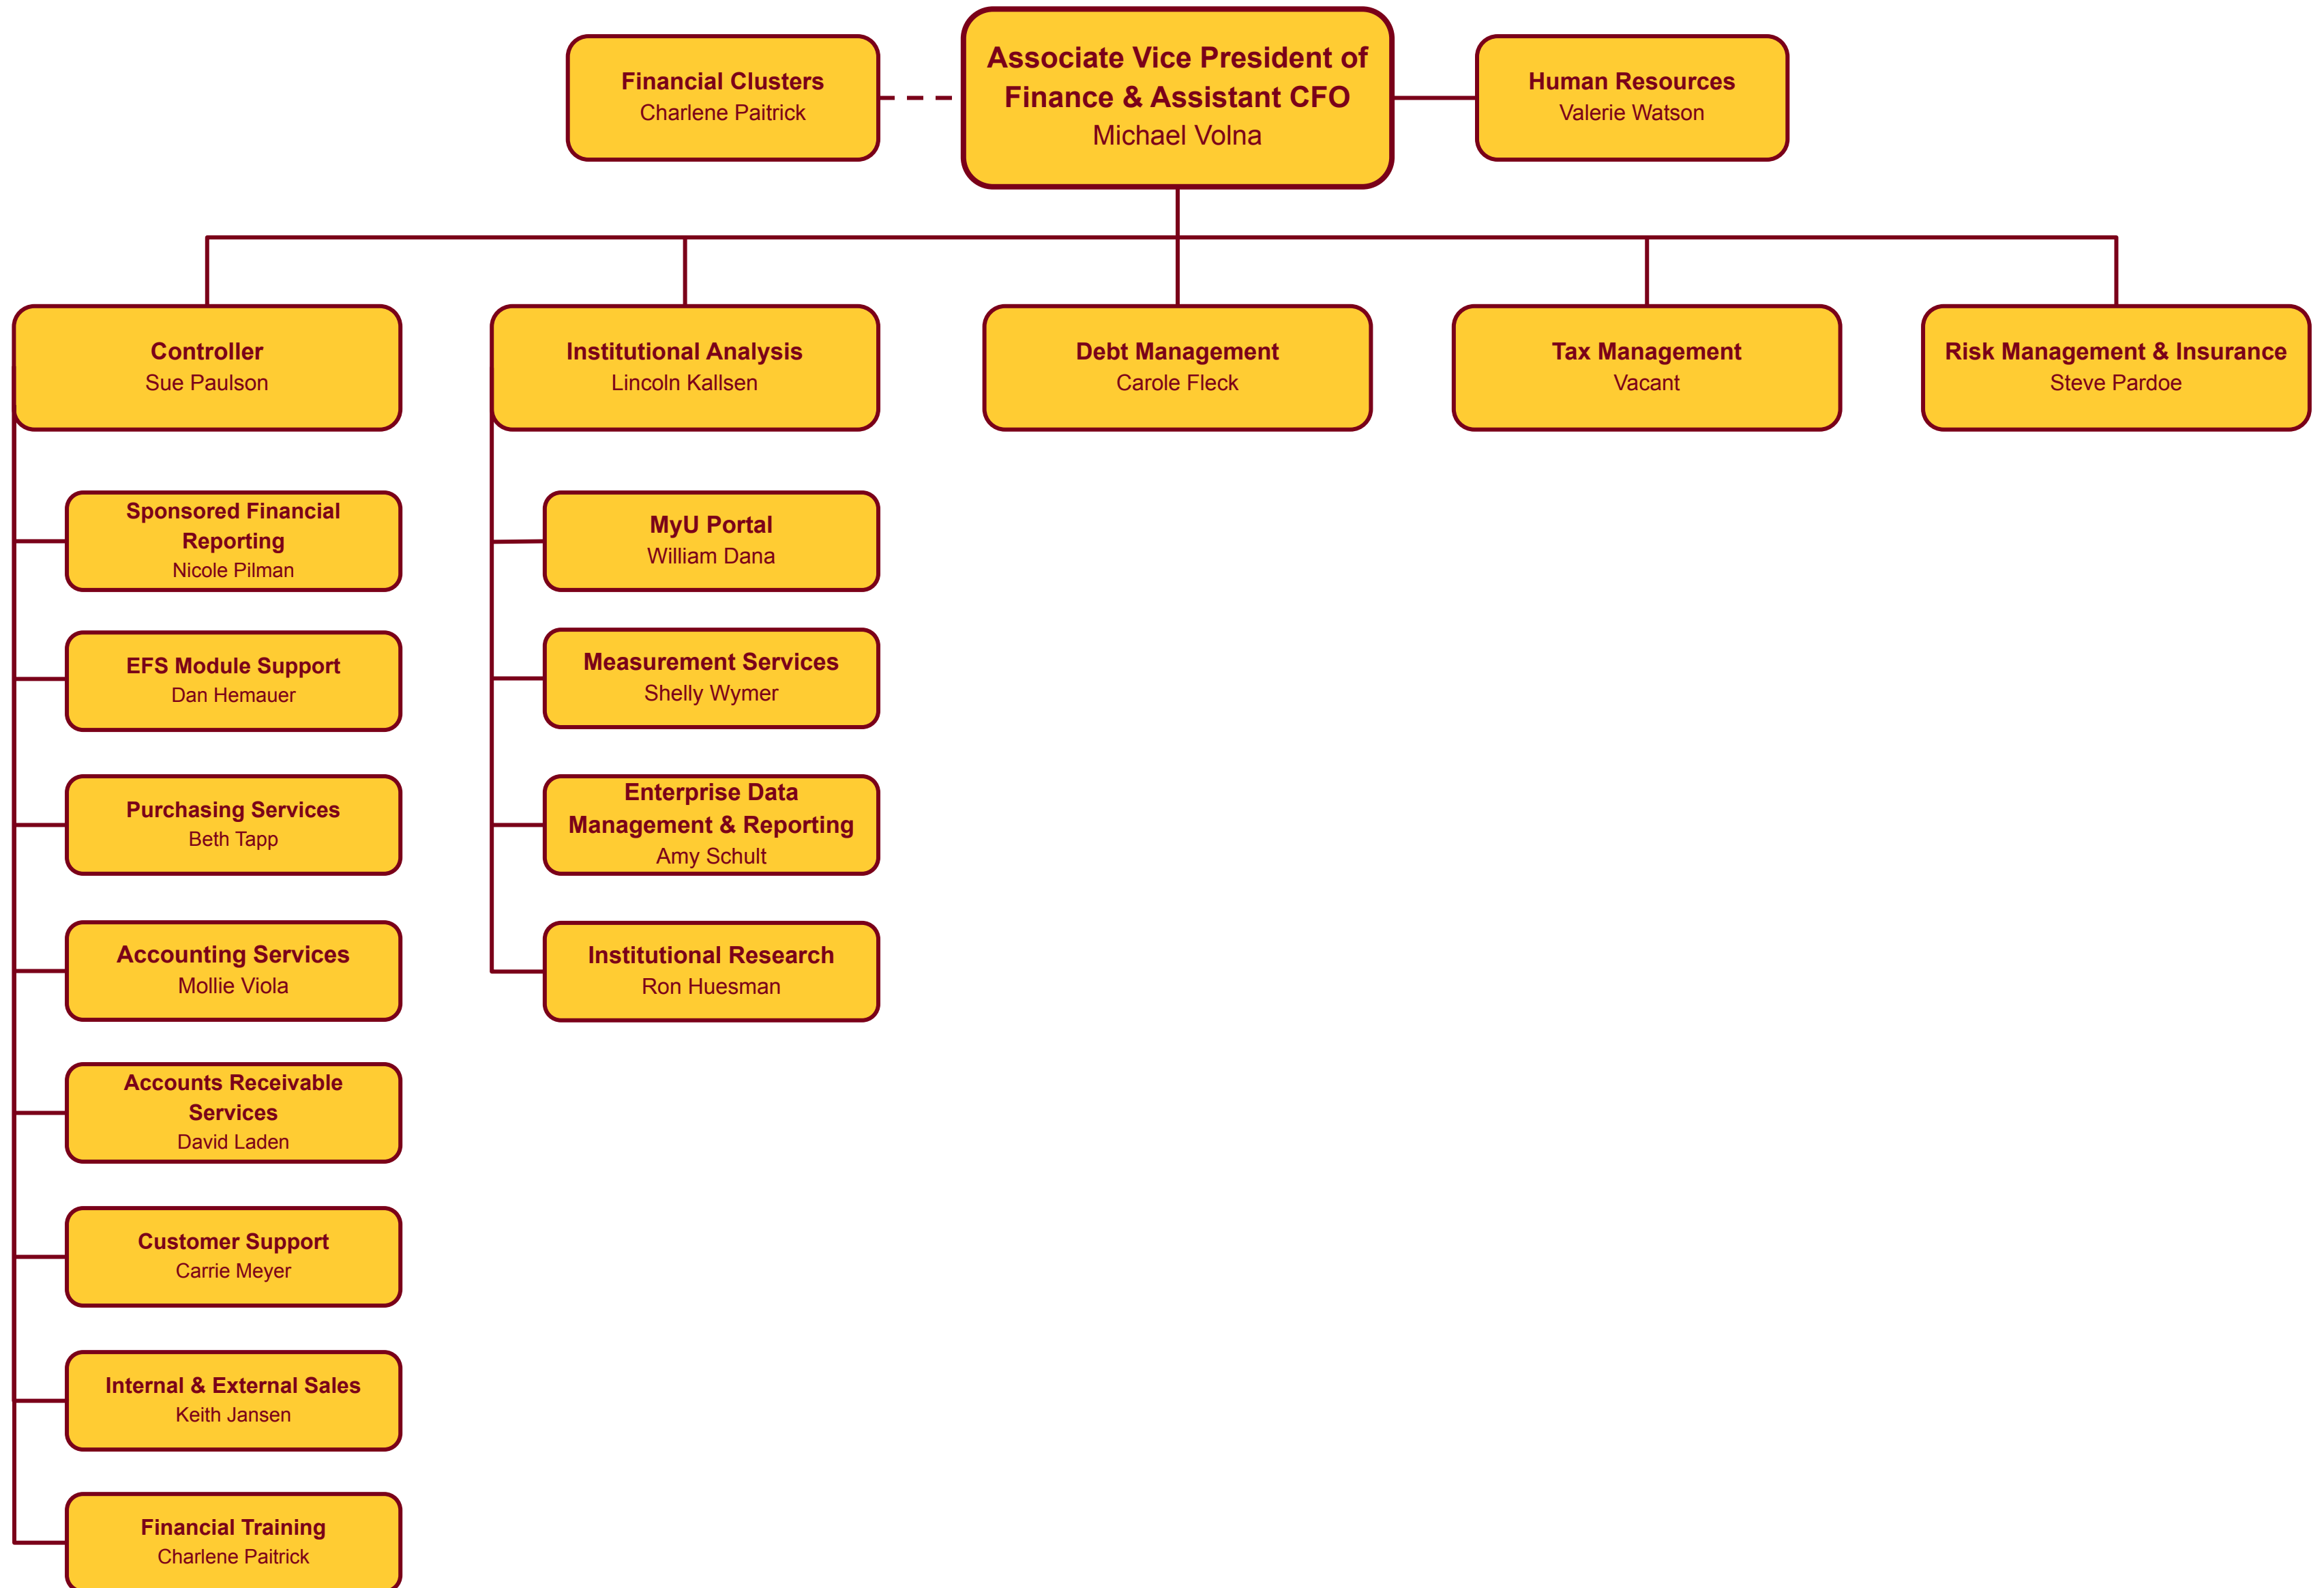 Financial Clusters
Charlene Paitrick
Associate Vice President of
Finance & Assistant CFO
Michael Volna
Human Resources
Valerie Watson
Controller
Sue Paulson
Institutional Analysis
Lincoln Kallsen
Debt Management
Carole Fleck
Tax Management
Vacant
Risk Management & Insurance
Steve Pardoe
Sponsored Financial
Reporting
Nicole Pilman
EFS Module Support
Dan Hemauer
Purchasing Services
Beth Tapp
Accounting Services
Mollie Viola
Accounts Receivable
Services
David Laden
Customer Support
Carrie Meyer
Internal & External Sales
Keith Jansen
Financial Training
Charlene Paitrick
MyU Portal
William Dana
Measurement Services
Shelly Wymer
Enterprise Data
Management & Reporting
Amy Schult
Institutional Research
Ron Huesman